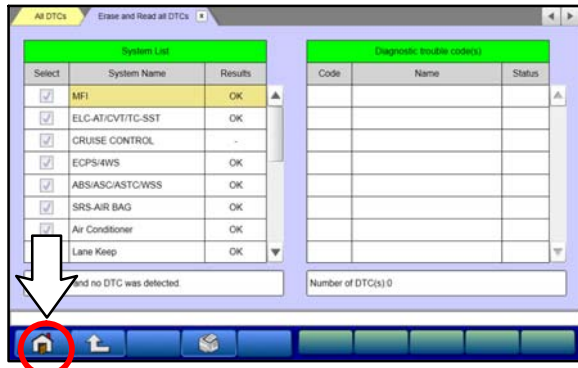 All DTCs Erase and Read all DTCs x
System List
Select System Name Results
MFI OK
ELC-AT/CVT/TC-SST OK
CRUISE CONTROL -
ECPS/4WS OK
ABS/ASC/ASTC/WSS OK
SRS-AIR BAG OK
Air Conditioner OK
Lane Keep OK
and no DTC was detected.
Diagnostic trouble code(s)
Code Name Status
Number of DTC(s):0